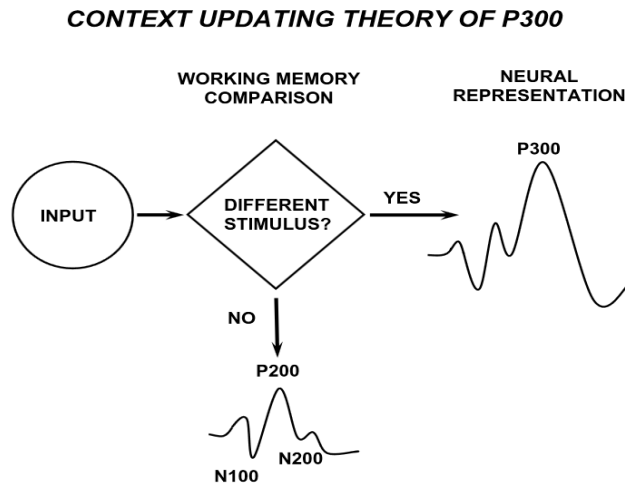 CONTEXT UPDATING THEORY OF P300
WORKING MEMORY
COMPARISON
NEURAL
REPRESENTATION
P300
INPUT
DIFFERENT
STIMULUS?
YES
NO
P200
N100
N200